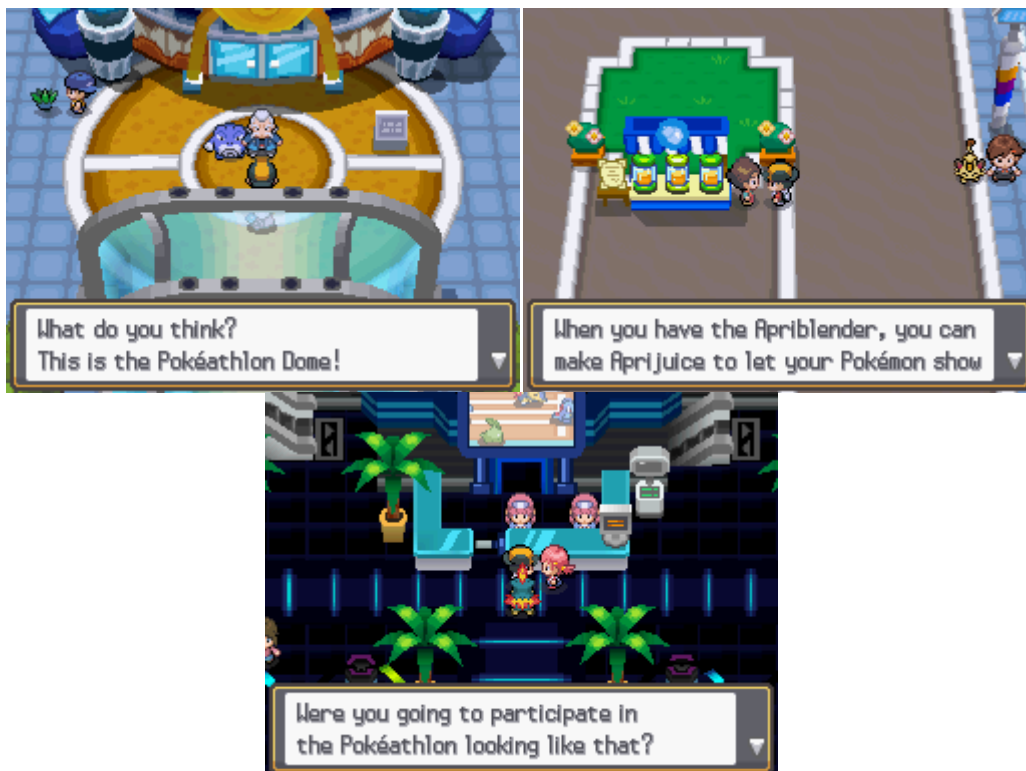 What do you think?
This is the Pokéathlon Dome!
When you have the Apriblender, you can
make Aprijuice to let your Pokémon show
Were you going to participate in
the Pokéathlon looking like that?